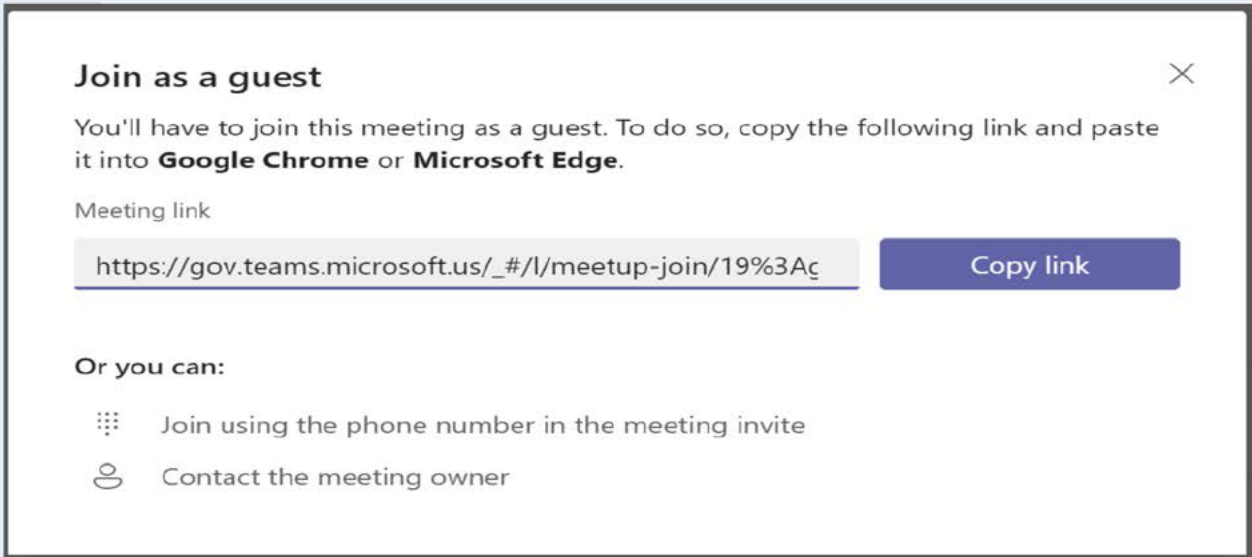 Join as a guest
You'll have to join this meeting as a guest. To do so, copy the following link and paste
it into Google Chrome or Microsoft Edge.
Meeting link
https://gov.teams.microsoft.us/_#/l/meetup-join/19%3Ag
Copy link
Or you can:
Join using the phone number in the meeting invite
Contact the meeting owner